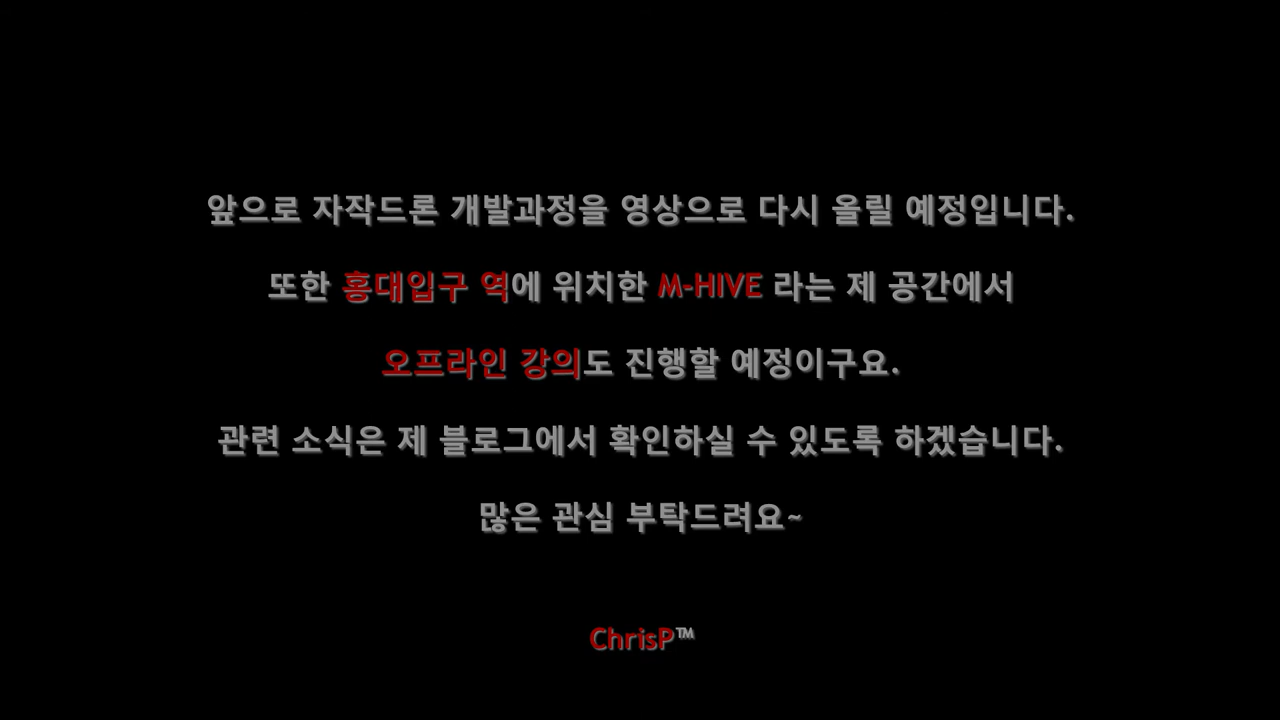 앞으로 자작드론 개발과정을 영상으로 다시 올릴 예정입니다.
또한 홍대입구 역에 위치한 M-HIVE 라는 제 공간에서
오프라인 강의도 진행할 예정이구요.
관련 소식은 제 블로그에서 확인하실 수 있도록 하겠습니다.
많은 관심 부탁드려요~
ChrisP™